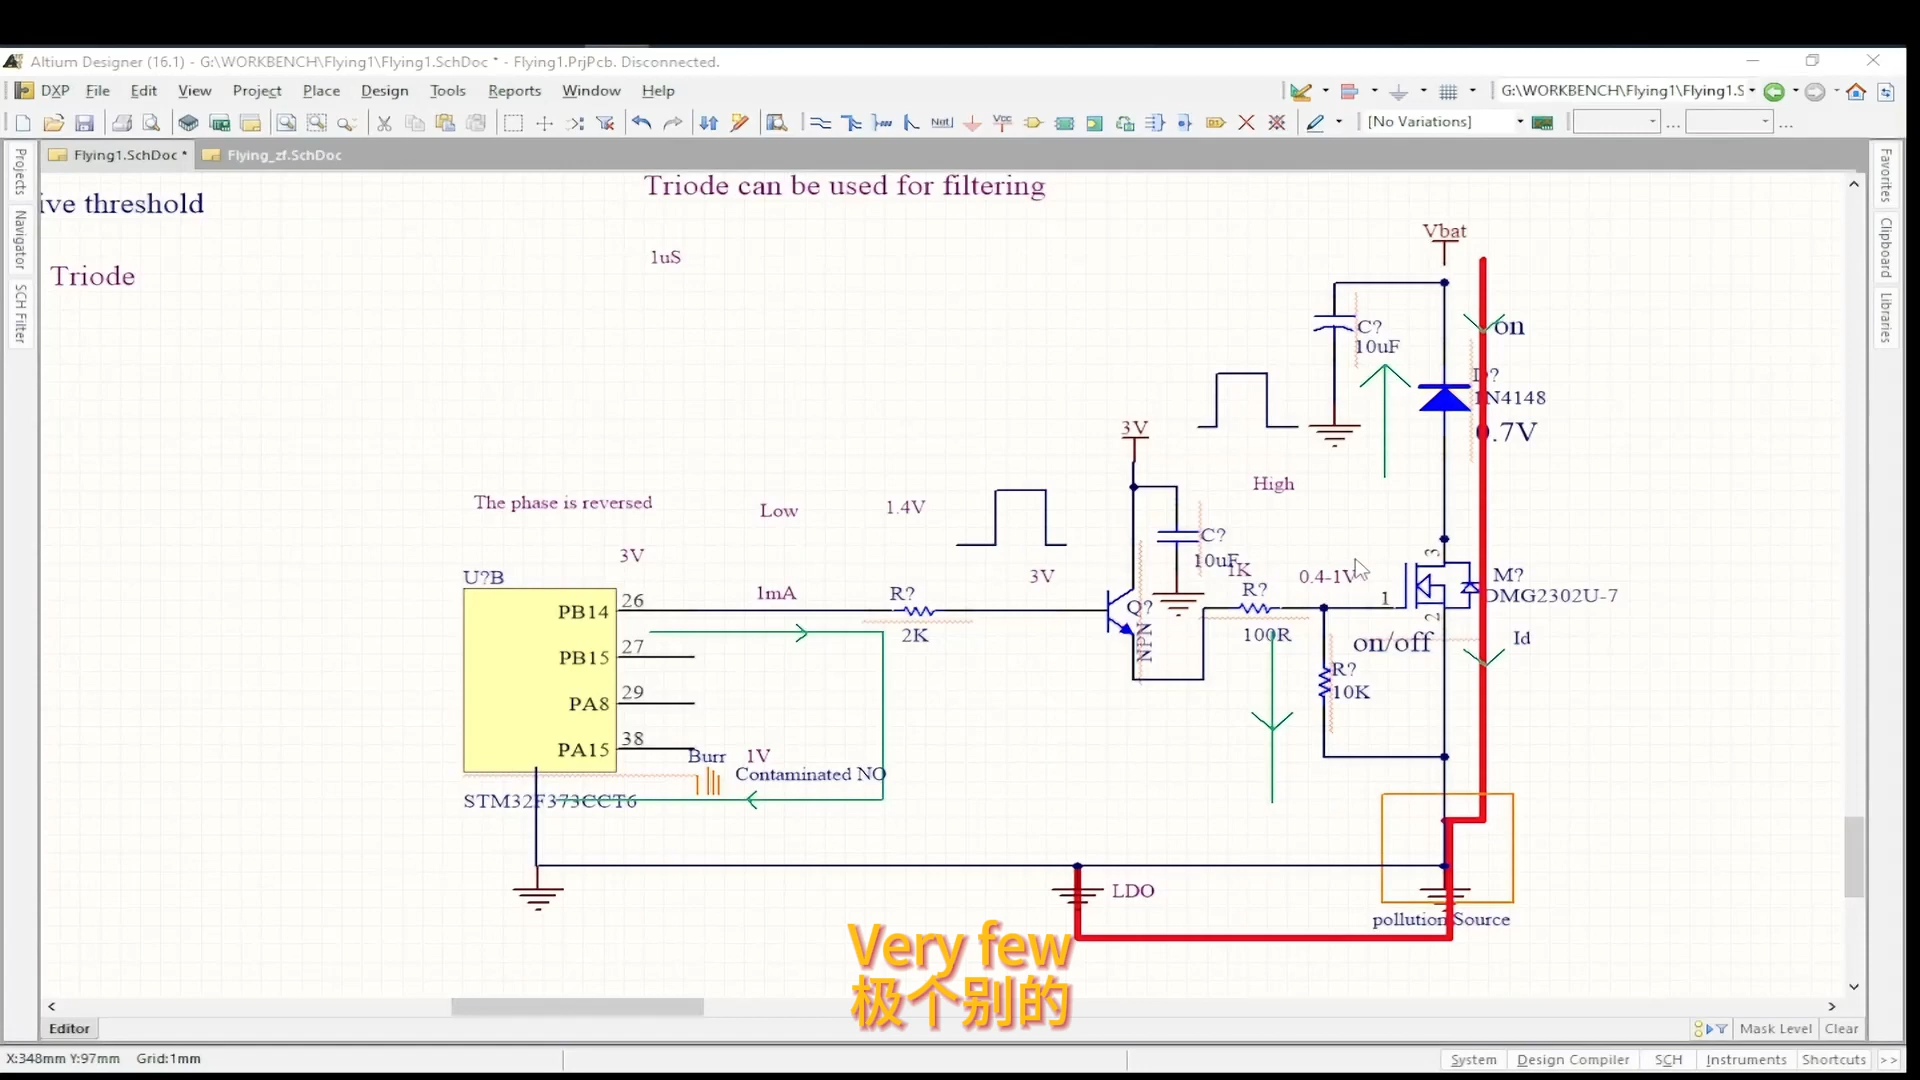 Altium Designer (16.1) - G:\WORKBENCH\Flying1\Flying1.SchDoc * - Flying1.PrjPcb. Disconnected.
DXP File Edit View Project Place Design Tools Reports Window Help
G:\WORKBENCH\Flying1\Flying1.S
Net Vcc [No Variations] ... ...
Flying1.SchDoc * Flying_zf.SchDoc
Projects
Navigator
SCH Filter
Favorites
Clipboard
Libraries
Triode can be used for filtering
ive threshold
Vbat
1uS
Triode
on
C?
10uF
D?
1N4148
3V
0.7V
High
The phase is reversed
Low
1.4V
C?
3V
10uF
1K
3V
0.4-1V
3
M?
U?B
1mA
R?
R?
DMG2302U-7
PB14
26
Q?
1
2
2K
NPN
100R
on/off
Id
PB15
27
R?
10K
PA8
29
PA15
38
Burr
1V
Contaminated NO
STM32F373CCT6
LDO
pollution Source
Very few
极个别的
Editor
Mask Level Clear
X:348mm Y:97mm Grid:1mm
System Design Compiler SCH Instruments Shortcuts >>